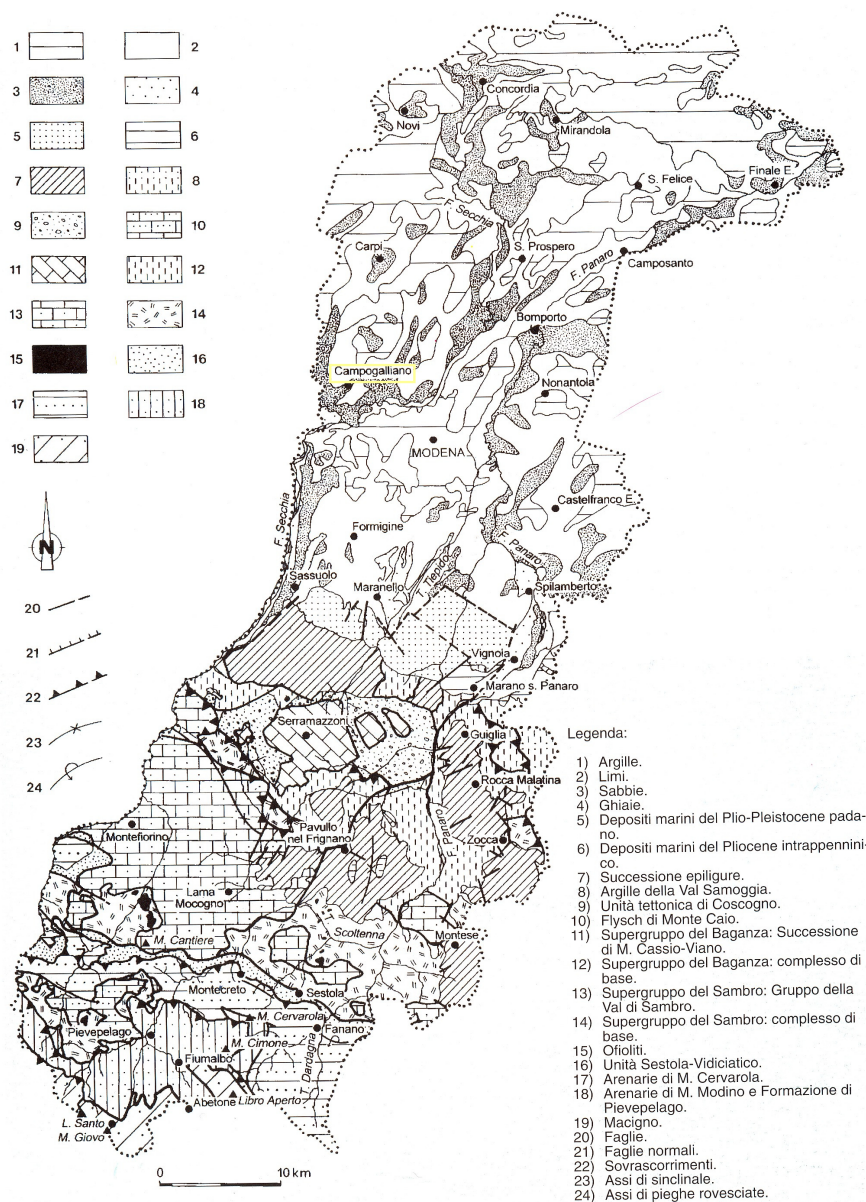 1
2
3
4
5
6
7
8
9
10
11
12
13
14
15
16
17
18
19
N
20
21
22
23
24
Concordia
Novi
Mirandola
S. Felice
Finale E.
F. Secchia
Carpi
S. Prospero
F. Panaro
Camposanto
Bomporto
Campogalliano
Nonantola
MODENA
Castelfranco E.
F. Secchia
Formigine
F. Panaro
T. Tiepido
Sassuolo
Maranello
Spilamberto
Vignola
Marano s. Panaro
Serramazzoni
Guiglia
Rocca Malatina
Montefiorino
Pavullo
nel Frignano
F. Panaro
Zocca
Lama
Mocogno
Scoltenna
Montese
M. Cantiere
Montecreto
Sestola
M. Cervarola
Pievepelago
Fanano
M. Cimone
Fiumalbo
T. Dardagna
Abetone
Libro Aperto
L. Santo
M. Giovo
0
10 km
Legenda:
1) Argille.
2) Limi.
3) Sabbie.
4) Ghiaie.
5) Depositi marini del Plio-Pleistocene pada-
no.
6) Depositi marini del Pliocene intrappennini-
co.
7) Successione epiligure.
8) Argille della Val Samoggia.
9) Unità tettonica di Coscogno.
10) Flysch di Monte Caio.
11) Supergruppo del Baganza: Successione
di M. Cassio-Viano.
12) Supergruppo del Baganza: complesso di
base.
13) Supergruppo del Sambro: Gruppo della
Val di Sambro.
14) Supergruppo del Sambro: complesso di
base.
15) Ofioliti.
16) Unità Sestola-Vidiciatico.
17) Arenarie di M. Cervarola.
18) Arenarie di M. Modino e Formazione di
Pievepelago.
19) Macigno.
20) Faglie.
21) Faglie normali.
22) Sovrascorrimenti.
23) Assi di sinclinale.
24) Assi di pieghe rovesciate.